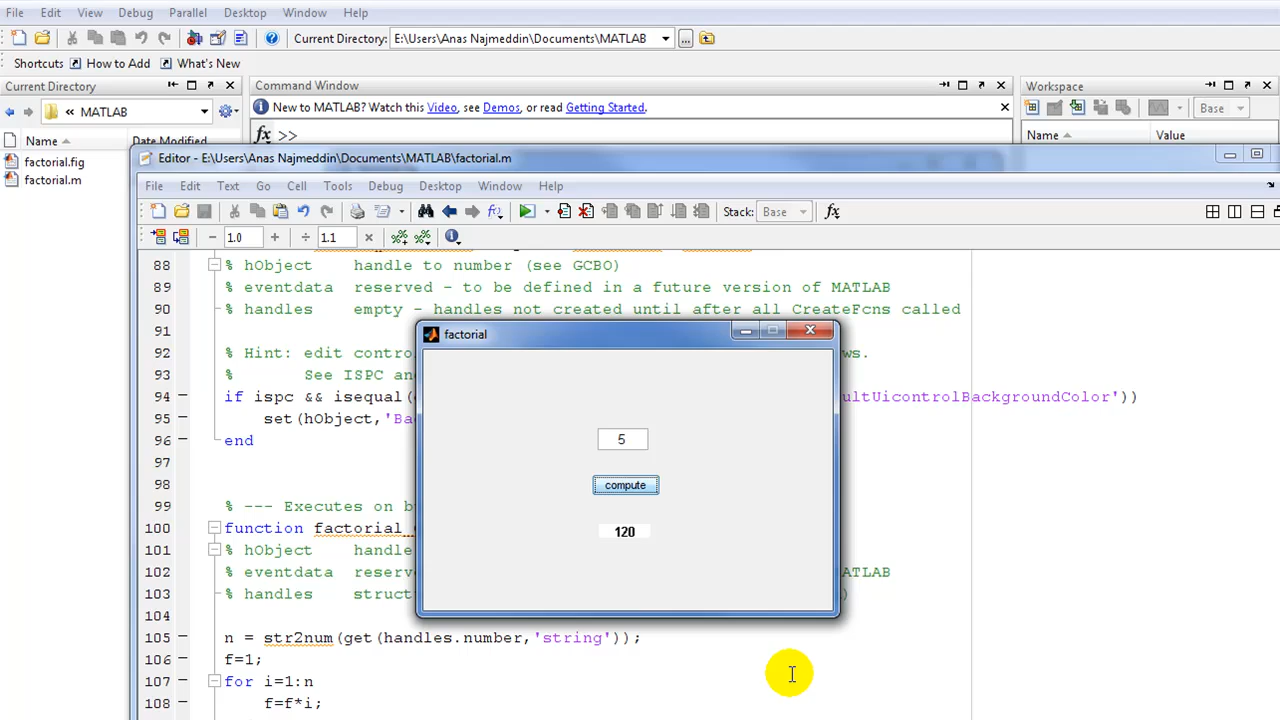 File Edit View Debug Parallel Desktop Window Help
Current Directory: E:\Users\Anas Najmeddin\Documents\MATLAB ...
Shortcuts How to Add What's New
Current Directory
« MATLAB
Name Date Modified
factorial.fig
factorial.m
Command Window
New to MATLAB? Watch this Video, see Demos, or read Getting Started.
fx >>
Workspace
Base
Name Value
Editor - E:\Users\Anas Najmeddin\Documents\MATLAB\factorial.m
File Edit Text Go Cell Tools Debug Desktop Window Help
Stack: Base fx
− 1.0 + ÷ 1.1 ×
88 % hObject handle to number (see GCBO)
89 % eventdata reserved - to be defined in a future version of MATLAB
90 % handles empty - handles not created until after all CreateFcns called
91
92 % Hint: edit contro ws.
93 % See ISPC an
94 if ispc && isequal( ultUicontrolBackgroundColor'))
95 set(hObject,'Ba
96 end
97
98
99 % --- Executes on b
100 function factorial_
101 % hObject handle
102 % eventdata reserv ATLAB
103 % handles struct )
104
105 n = str2num(get(handles.number,'string'));
106 f=1;
107 for i=1:n
108 f=f*i;
factorial
5
compute
120